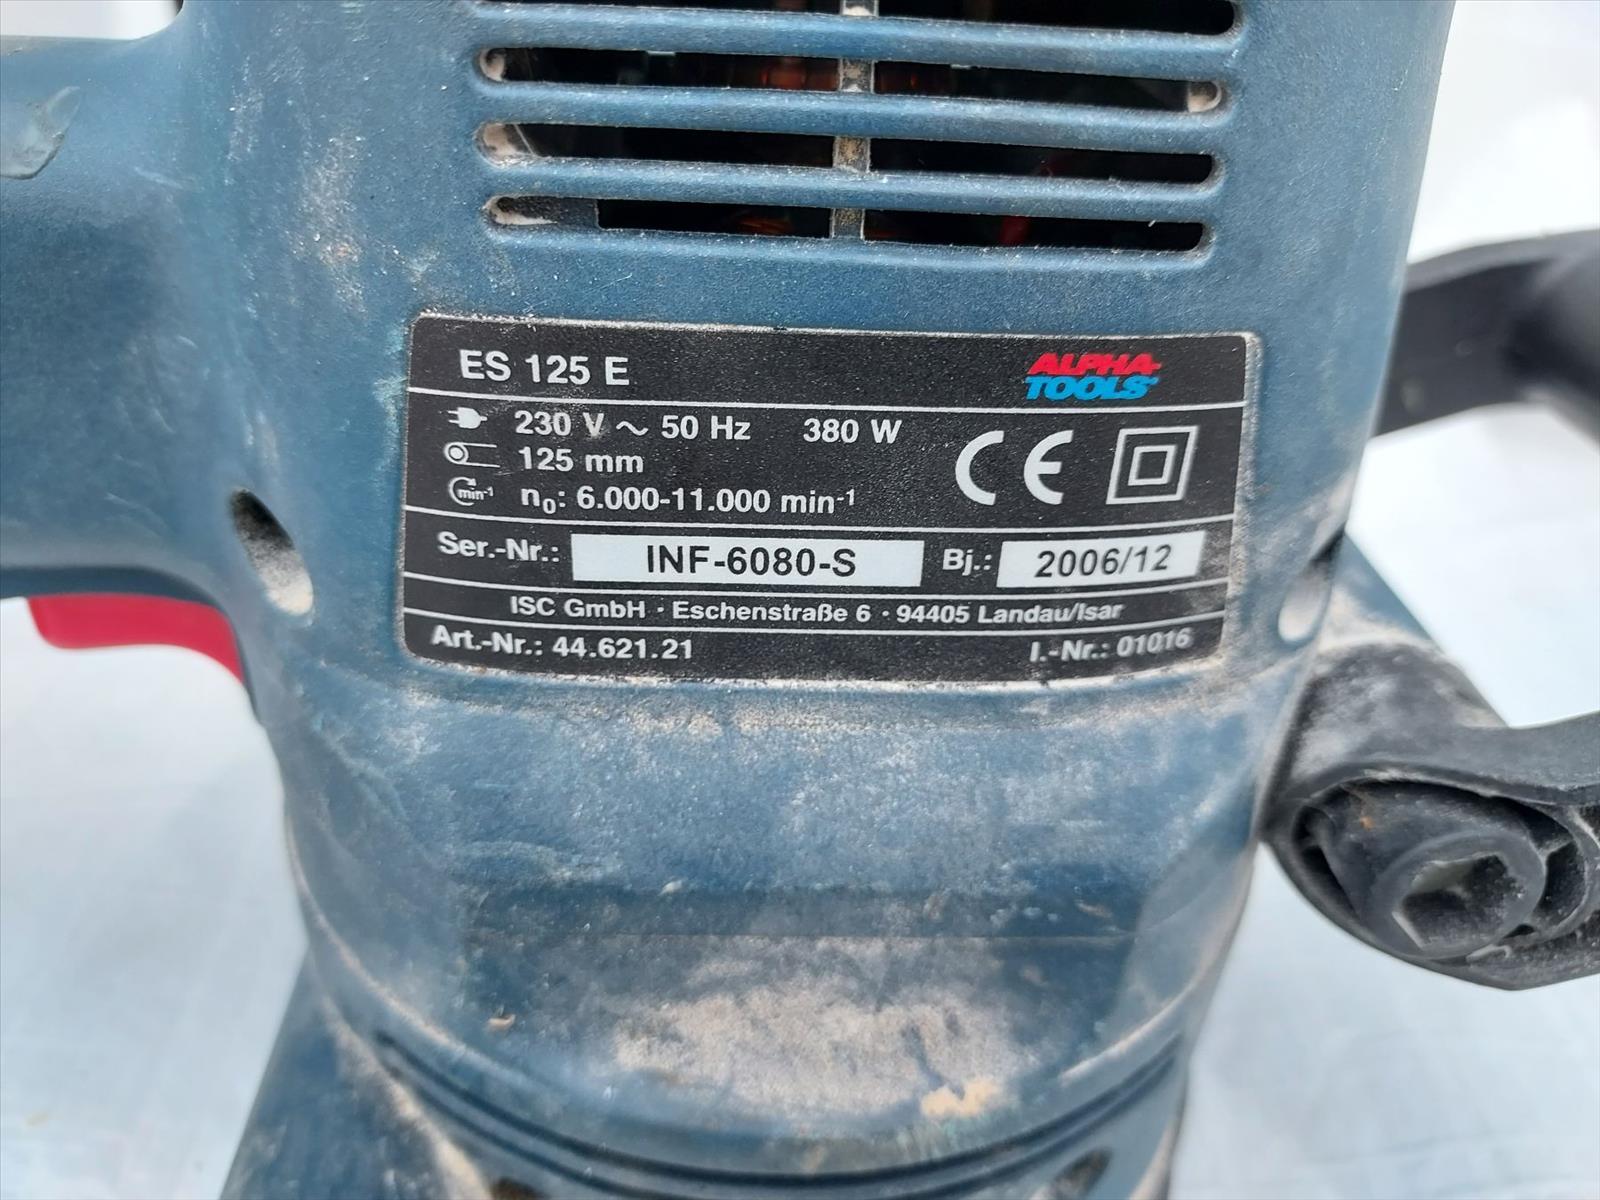 ES 125 E
ALPHA-
TOOLS®
230 V ~ 50 Hz 380 W
125 mm
min-1 n0: 6.000-11.000 min-1
CE
Ser.-Nr.: INF-6080-S Bj.: 2006/12
ISC GmbH · Eschenstraße 6 · 94405 Landau/Isar
Art.-Nr.: 44.621.21 I.-Nr.: 01016